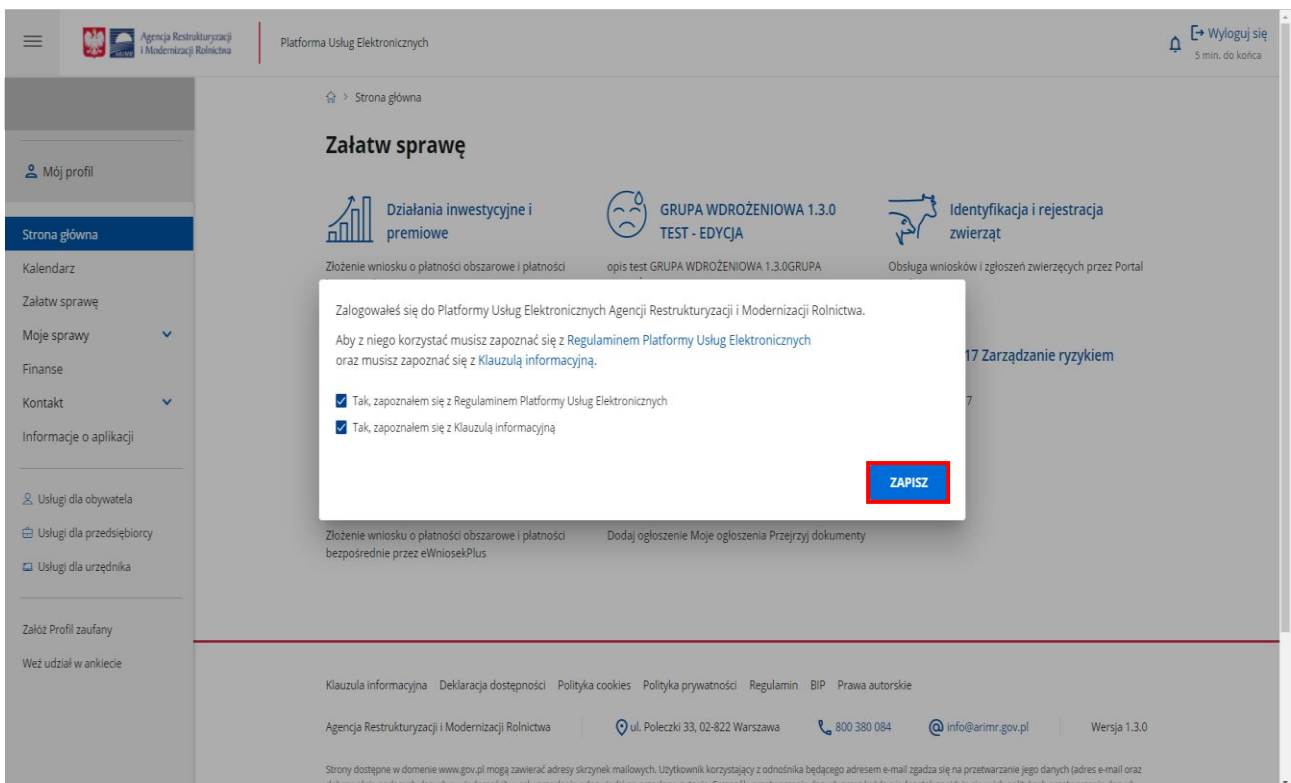 Agencja Restrukturyzacji
i Modernizacji Rolnictwa
Platforma Usług Elektronicznych
Wyloguj się
5 min. do końca
Strona główna
Załatw sprawę
Mój profil
Strona główna
Kalendarz
Załatw sprawę
Moje sprawy
Finanse
Kontakt
Informacje o aplikacji
Usługi dla obywatela
Usługi dla przedsiębiorcy
Usługi dla urzędnika
Załóż Profil zaufany
Weź udział w ankiecie
Działania inwestycyjne i
premiowe
Złożenie wniosku o płatności obszarowe i płatności
GRUPA WDROŻENIOWA 1.3.0
TEST - EDYCJA
opis test GRUPA WDROŻENIOWA 1.3.0GRUPA
Identyfikacja i rejestracja
zwierząt
Obsługa wniosków i zgłoszeń zwierzęcych przez Portal
17 Zarządzanie ryzykiem
7
Zalogowałeś się do Platformy Usług Elektronicznych Agencji Restrukturyzacji i Modernizacji Rolnictwa.
Aby z niego korzystać musisz zapoznać się z Regulaminem Platformy Usług Elektronicznych
oraz musisz zapoznać się z Klauzulą informacyjną.
Tak, zapoznałem się z Regulaminem Platformy Usług Elektronicznych
Tak, zapoznałem się z Klauzulą informacyjną
ZAPISZ
Złożenie wniosku o płatności obszarowe i płatności
bezpośrednie przez eWniosekPlus
Dodaj ogłoszenie Moje ogłoszenia Przejrzyj dokumenty
Klauzula informacyjna Deklaracja dostępności Polityka cookies Polityka prywatności Regulamin BIP Prawa autorskie
Agencja Restrukturyzacji i Modernizacji Rolnictwa ul. Poleczki 33, 02-822 Warszawa 800 380 084 info@arimr.gov.pl Wersja 1.3.0
Strony dostępne w domenie www.gov.pl mogą zawierać adresy skrzynek mailowych. Użytkownik korzystający z odnośnika będącego adresem e-mail zgadza się na przetwarzanie jego danych (adres e-mail oraz